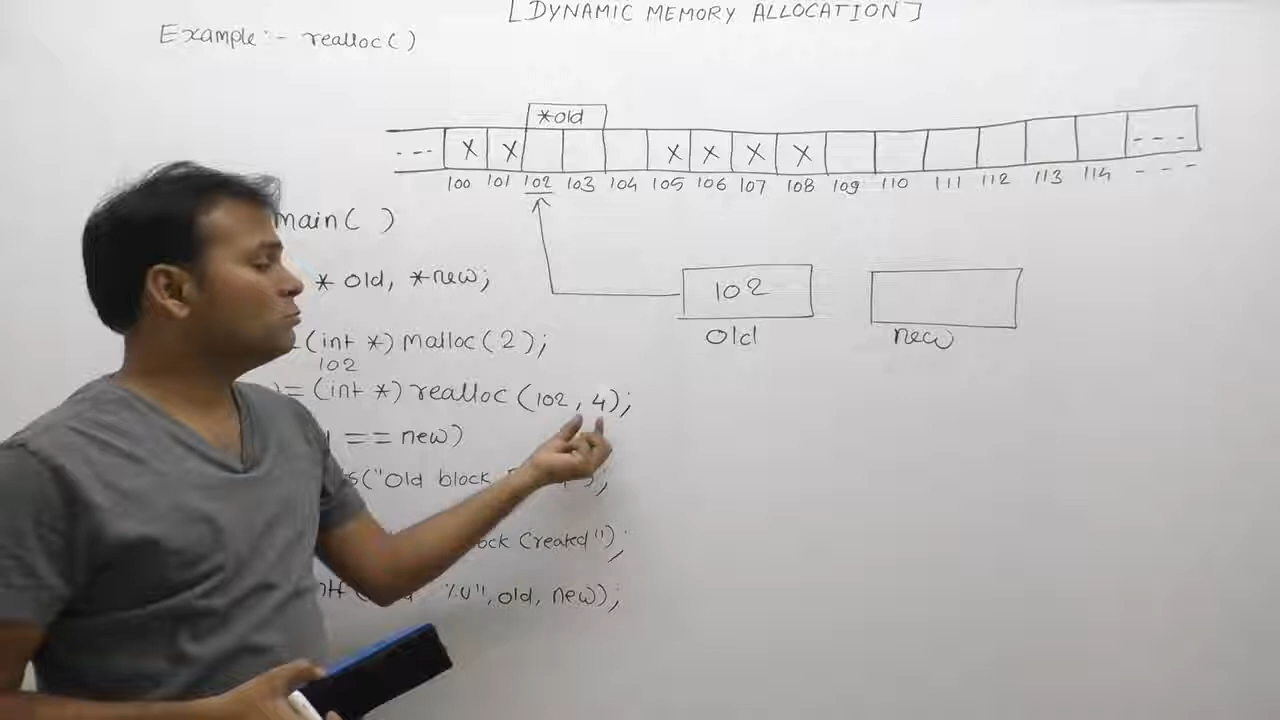 [DYNAMIC MEMORY ALLOCATION]
Example:- realloc()
*old
--- X X X X X X ---
100 101 102 103 104 105 106 107 108 109 110 111 112 113 114 - - -
main( )
* old, *new;
102
old
new
(int *) malloc(2);
102
= (int *) realloc (102, 4);
== new)
("Old block
Created");
%u", old, new);